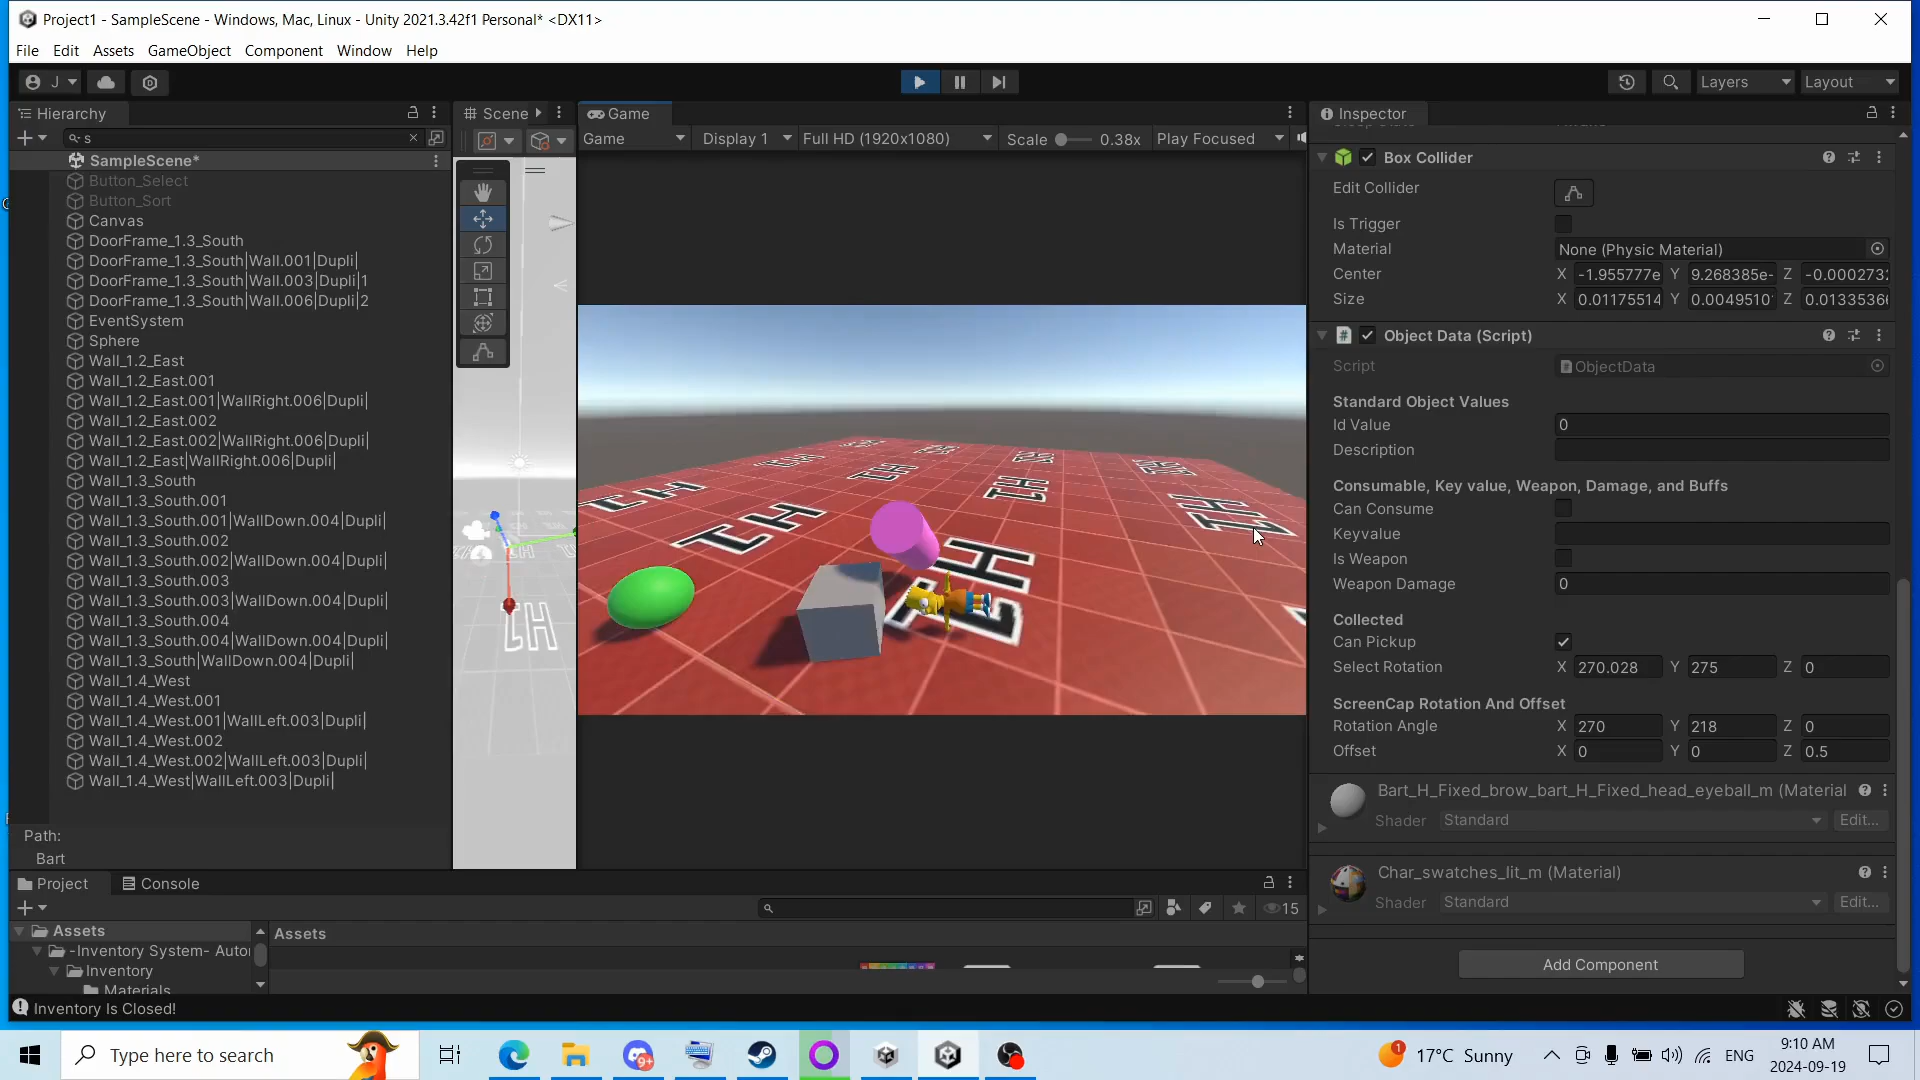 Project1 - SampleScene - Windows, Mac, Linux - Unity 2021.3.42f1 Personal* <DX11>
File Edit Assets GameObject Component Window Help
J Layers Layout
Hierarchy
s
SampleScene*
Button_Select
Button_Sort
Canvas
DoorFrame_1.3_South
DoorFrame_1.3_South|Wall.001|Dupli|
DoorFrame_1.3_South|Wall.003|Dupli|1
DoorFrame_1.3_South|Wall.006|Dupli|2
EventSystem
Sphere
Wall_1.2_East
Wall_1.2_East.001
Wall_1.2_East.001|WallRight.006|Dupli|
Wall_1.2_East.002
Wall_1.2_East.002|WallRight.006|Dupli|
Wall_1.2_East|WallRight.006|Dupli|
Wall_1.3_South
Wall_1.3_South.001
Wall_1.3_South.001|WallDown.004|Dupli|
Wall_1.3_South.002
Wall_1.3_South.002|WallDown.004|Dupli|
Wall_1.3_South.003
Wall_1.3_South.003|WallDown.004|Dupli|
Wall_1.3_South.004
Wall_1.3_South.004|WallDown.004|Dupli|
Wall_1.3_South|WallDown.004|Dupli|
Wall_1.4_West
Wall_1.4_West.001
Wall_1.4_West.001|WallLeft.003|Dupli|
Wall_1.4_West.002
Wall_1.4_West.002|WallLeft.003|Dupli|
Wall_1.4_West|WallLeft.003|Dupli|
Path:
Bart
Scene
Game
Game Display 1 Full HD (1920x1080) Scale 0.38x Play Focused
Inspector
Box Collider
Edit Collider
Is Trigger
Material None (Physic Material)
Center X -1.955777e Y 9.268385e- Z -0.000273
Size X 0.01175514 Y 0.0049510 Z 0.0133536
Object Data (Script)
Script ObjectData
Standard Object Values
Id Value 0
Description
Consumable, Key value, Weapon, Damage, and Buffs
Can Consume
Keyvalue
Is Weapon
Weapon Damage 0
Collected
Can Pickup
Select Rotation X 270.028 Y 275 Z 0
ScreenCap Rotation And Offset
Rotation Angle X 270 Y 218 Z 0
Offset X 0 Y 0 Z 0.5
Bart_H_Fixed_brow_bart_H_Fixed_head_eyeball_m (Material
Shader Standard Edit...
Char_swatches_lit_m (Material)
Shader Standard Edit...
Add Component
Project Console
15
Assets
-Inventory System- Auto
Inventory
Materials
Assets
Inventory Is Closed!
Type here to search
9+
1 17°C Sunny
ENG
9:10 AM
2024-09-19